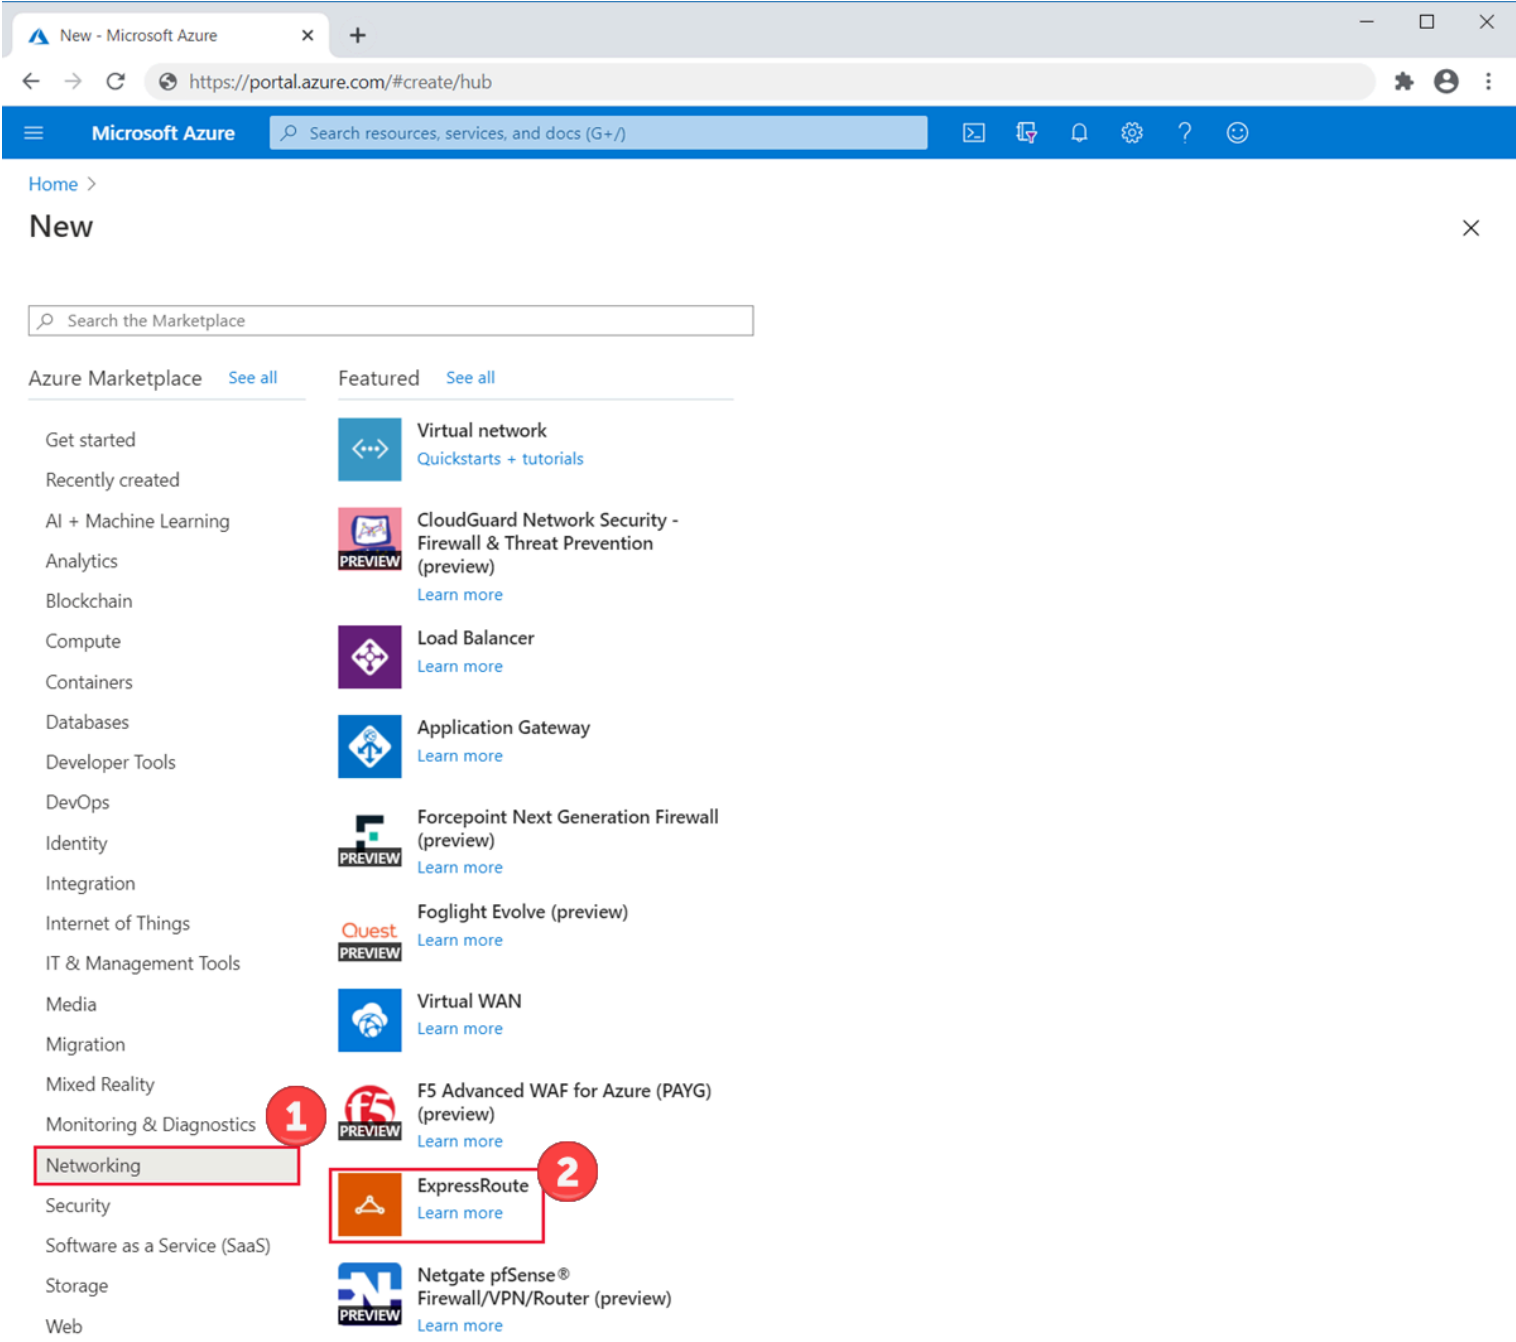 New - Microsoft Azure
https://portal.azure.com/#create/hub
Microsoft Azure
Search resources, services, and docs (G+/)
Home
New
Search the Marketplace
Azure Marketplace See all
Get started
Recently created
AI + Machine Learning
Analytics
Blockchain
Compute
Containers
Databases
Developer Tools
DevOps
Identity
Integration
Internet of Things
IT & Management Tools
Media
Migration
Mixed Reality
Monitoring & Diagnostics
1
Networking
Security
Software as a Service (SaaS)
Storage
Web
Featured See all
Virtual network
Quickstarts + tutorials
PREVIEW
CloudGuard Network Security -
Firewall & Threat Prevention
(preview)
Learn more
Load Balancer
Learn more
Application Gateway
Learn more
PREVIEW
Forcepoint Next Generation Firewall
(preview)
Learn more
Quest
PREVIEW
Foglight Evolve (preview)
Learn more
Virtual WAN
Learn more
f5
PREVIEW
F5 Advanced WAF for Azure (PAYG)
(preview)
Learn more
2
ExpressRoute
Learn more
PREVIEW
Netgate pfSense®
Firewall/VPN/Router (preview)
Learn more